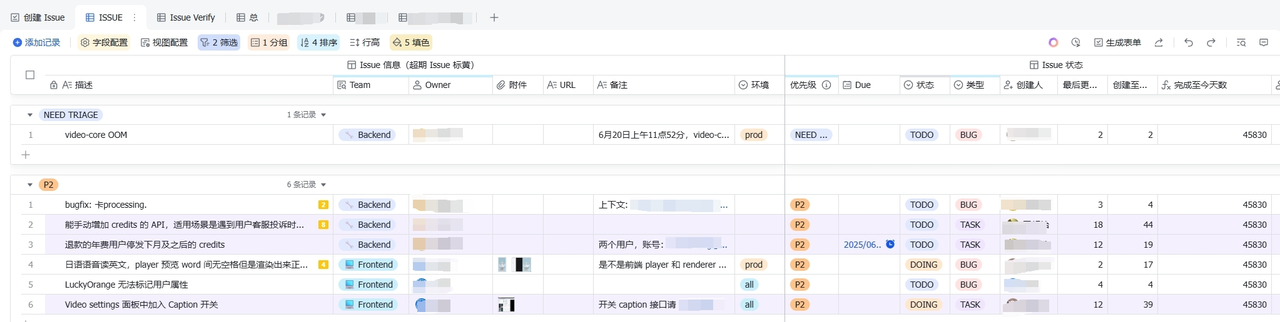 创建 Issue ISSUE Issue Verify 总
添加记录 字段配置 视图配置 2 筛选 1 分组 4 排序 行高 5 填色 生成表单
Issue 信息（超期 Issue 标黄） Issue 状态
描述 Team Owner 附件 URL 备注 环境 优先级 Due 状态 类型 创建人 最后更... 创建至... 完成至今天数
NEED TRIAGE 1 条记录
1 video-core OOM Backend 6月20日上午11点52分，video-c... prod NEED ... TODO BUG 2 2 45830
P2 6 条记录
1 bugfix: 卡processing. 2 Backend 上下文: ... P2 TODO BUG 3 4 45830
2 能手动增加 credits 的 API，适用场景是遇到用户客服投诉时... Backend P2 TODO TASK 18 44 45830
3 退款的年费用户停发下月及之后的 credits Backend 两个用户，账号: ... P2 2025/06... TODO TASK 12 19 45830
4 日语语音读英文，player 预览 word 间无空格但是渲染出来正... 4 Frontend 是不是前端 player 和 renderer ... prod P2 DOING BUG 2 17 45830
5 LuckyOrange 无法标记用户属性 Frontend all P2 TODO BUG 4 4 45830
6 Video settings 面板中加入 Caption 开关 Frontend 开关 caption 接口请 all P2 DOING TASK 12 39 45830